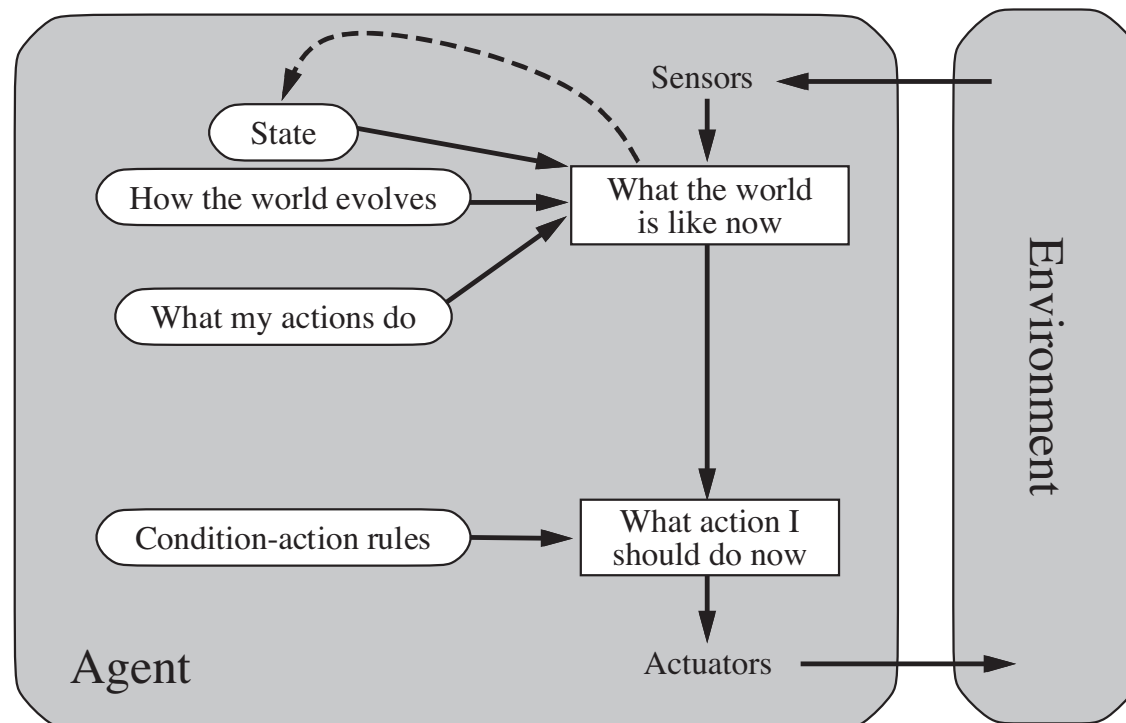 Sensors
State
What the world
is like now
How the world evolves
What my actions do
Environment
What action I
should do now
Condition-action rules
Agent
Actuators